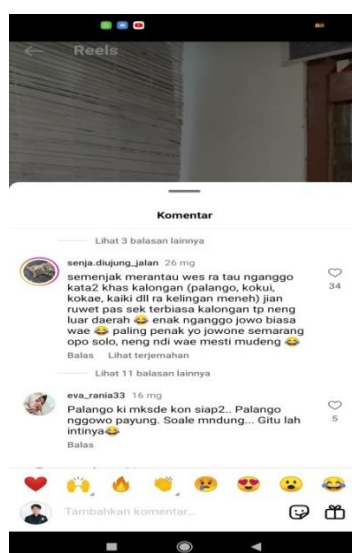 Reels
Komentar
Lihat 3 balasan lainnya
senja.diujung_jalan 26 mg
semenjak merantau wes ra tau nganggo
kata2 khas kalongan (palango, kokui,
kokae, kaiki dll ra kelingan meneh) jian
ruwet pas sek terbiasa kalongan tp neng
luar daerah 😂 enak nganggo jowo biasa
wae 😂 paling penak yo jowone semarang
opo solo, neng ndi wae mesti mudeng 😂
34
Balas Lihat terjemahan
Lihat 11 balasan lainnya
eva_rania33 16 mg
Palango ki mksde kon siap2.. Palango
nggowo payung. Soale mndung... Gitu lah
intinya😂
5
Balas
Tambahkan komentar...